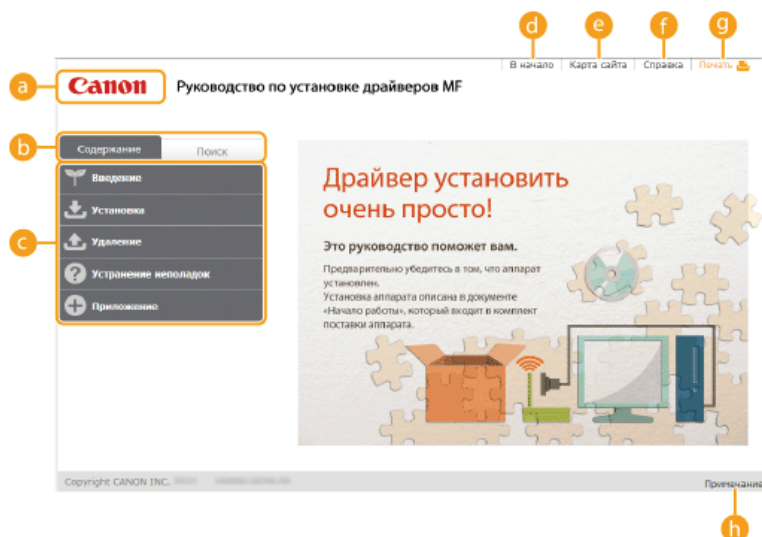 d e f g
В начало Карта сайта Справка Печать
a Canon Руководство по установке драйверов MF
b Содержание Поиск
c
Введение
Установка
Удаление
Устранение неполадок
Приложение
Драйвер установить
очень просто!
Это руководство поможет вам.
Предварительно убедитесь в том, что аппарат
установлен.
Установка аппарата описана в документе
«Начало работы», который входит в комплект
поставки аппарата.
Copyright CANON INC.
Примечание
h